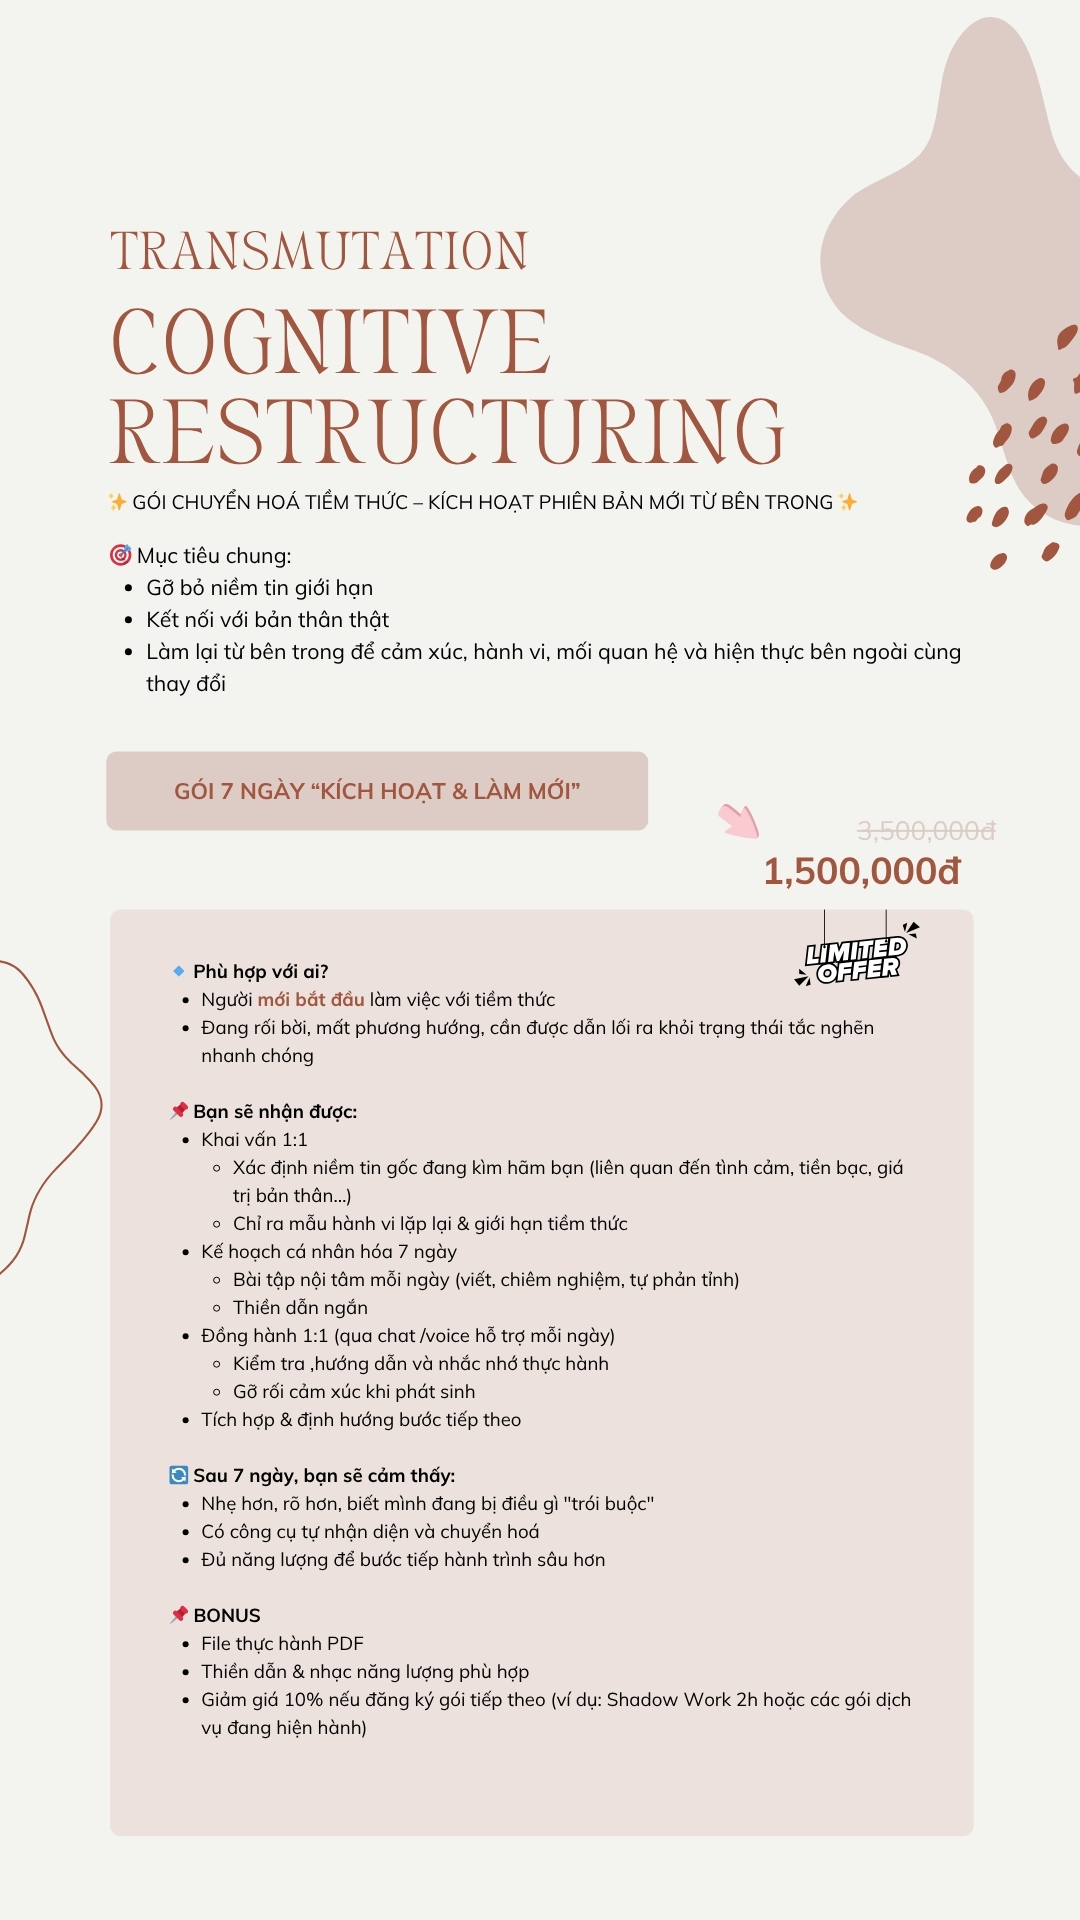 TRANSMUTATION
COGNITIVE
RESTRUCTURING
✨ GÓI CHUYỂN HOÁ TIỀM THỨC – KÍCH HOẠT PHIÊN BẢN MỚI TỪ BÊN TRONG ✨
🎯 Mục tiêu chung:
• Gỡ bỏ niềm tin giới hạn
• Kết nối với bản thân thật
• Làm lại từ bên trong để cảm xúc, hành vi, mối quan hệ và hiện thực bên ngoài cùng
thay đổi
GÓI 7 NGÀY “KÍCH HOẠT & LÀM MỚI”
3,500,000đ
1,500,000đ
LIMITED
OFFER
🔹 Phù hợp với ai?
• Người mới bắt đầu làm việc với tiềm thức
• Đang rối bời, mất phương hướng, cần được dẫn lối ra khỏi trạng thái tắc nghẽn
nhanh chóng
📌 Bạn sẽ nhận được:
• Khai vấn 1:1
◦ Xác định niềm tin gốc đang kìm hãm bạn (liên quan đến tình cảm, tiền bạc, giá
trị bản thân...)
◦ Chỉ ra mẫu hành vi lặp lại & giới hạn tiềm thức
• Kế hoạch cá nhân hóa 7 ngày
◦ Bài tập nội tâm mỗi ngày (viết, chiêm nghiệm, tự phản tỉnh)
◦ Thiền dẫn ngắn
• Đồng hành 1:1 (qua chat /voice hỗ trợ mỗi ngày)
◦ Kiểm tra ,hướng dẫn và nhắc nhớ thực hành
◦ Gỡ rối cảm xúc khi phát sinh
• Tích hợp & định hướng bước tiếp theo
🔄 Sau 7 ngày, bạn sẽ cảm thấy:
• Nhẹ hơn, rõ hơn, biết mình đang bị điều gì "trói buộc"
• Có công cụ tự nhận diện và chuyển hoá
• Đủ năng lượng để bước tiếp hành trình sâu hơn
📌 BONUS
• File thực hành PDF
• Thiền dẫn & nhạc năng lượng phù hợp
• Giảm giá 10% nếu đăng ký gói tiếp theo (ví dụ: Shadow Work 2h hoặc các gói dịch
vụ đang hiện hành)